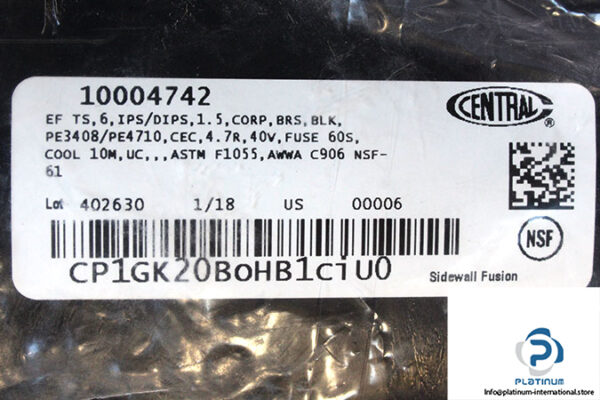 10004742
CENTRAL
EF TS,6,IPS/DIPS,1.5,CORP,BRS,BLK,
PE3408/PE4710,CEC,4.7R,40V,FUSE 60S,
COOL 10M,UC,,,ASTM F1055,AWWA C906 NSF-
61
Lot 402630 1/18 US 00006
NSF
CP1GK20BoHB1ciU0
Sidewall Fusion
PLATINUM
INTERNATIONAL
Info@platinum-international.store